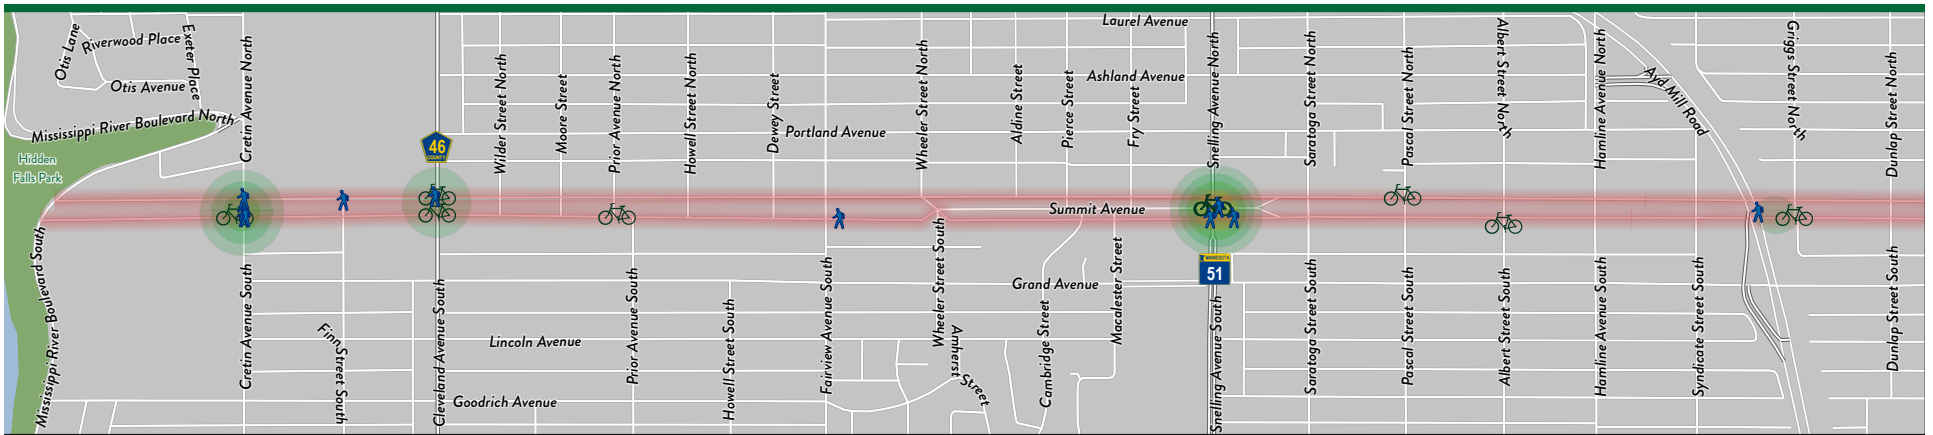 Laurel Avenue
Otis Lane
Riverwood Place
Exeter Place
Otis Avenue
Cretin Avenue North
Mississippi River Boulevard North
Hidden
Falls Park
46
COUNTY
Wilder Street North
Moore Street
Prior Avenue North
Howell Street North
Dewey Street
Portland Avenue
Wheeler Street North
Aldine Street
Pierce Street
Ashland Avenue
Fry Street
Snelling Avenue North
Saratoga Street North
Pascal Street North
Albert Street North
Hamline Avenue North
Ayd Mill Road
Griggs Street North
Dunlap Street North
Summit Avenue
Mississippi River Boulevard South
Cretin Avenue South
Finn Street South
Cleveland Avenue South
Lincoln Avenue
Goodrich Avenue
Prior Avenue South
Howell Street South
Fairview Avenue South
Wheeler Street South
Amherst Street
Grand Avenue
Cambridge Street
Macalester Street
MINNESOTA
51
Snelling Avenue South
Saratoga Street South
Pascal Street South
Albert Street South
Hamline Avenue South
Syndicate Street South
Dunlap Street South